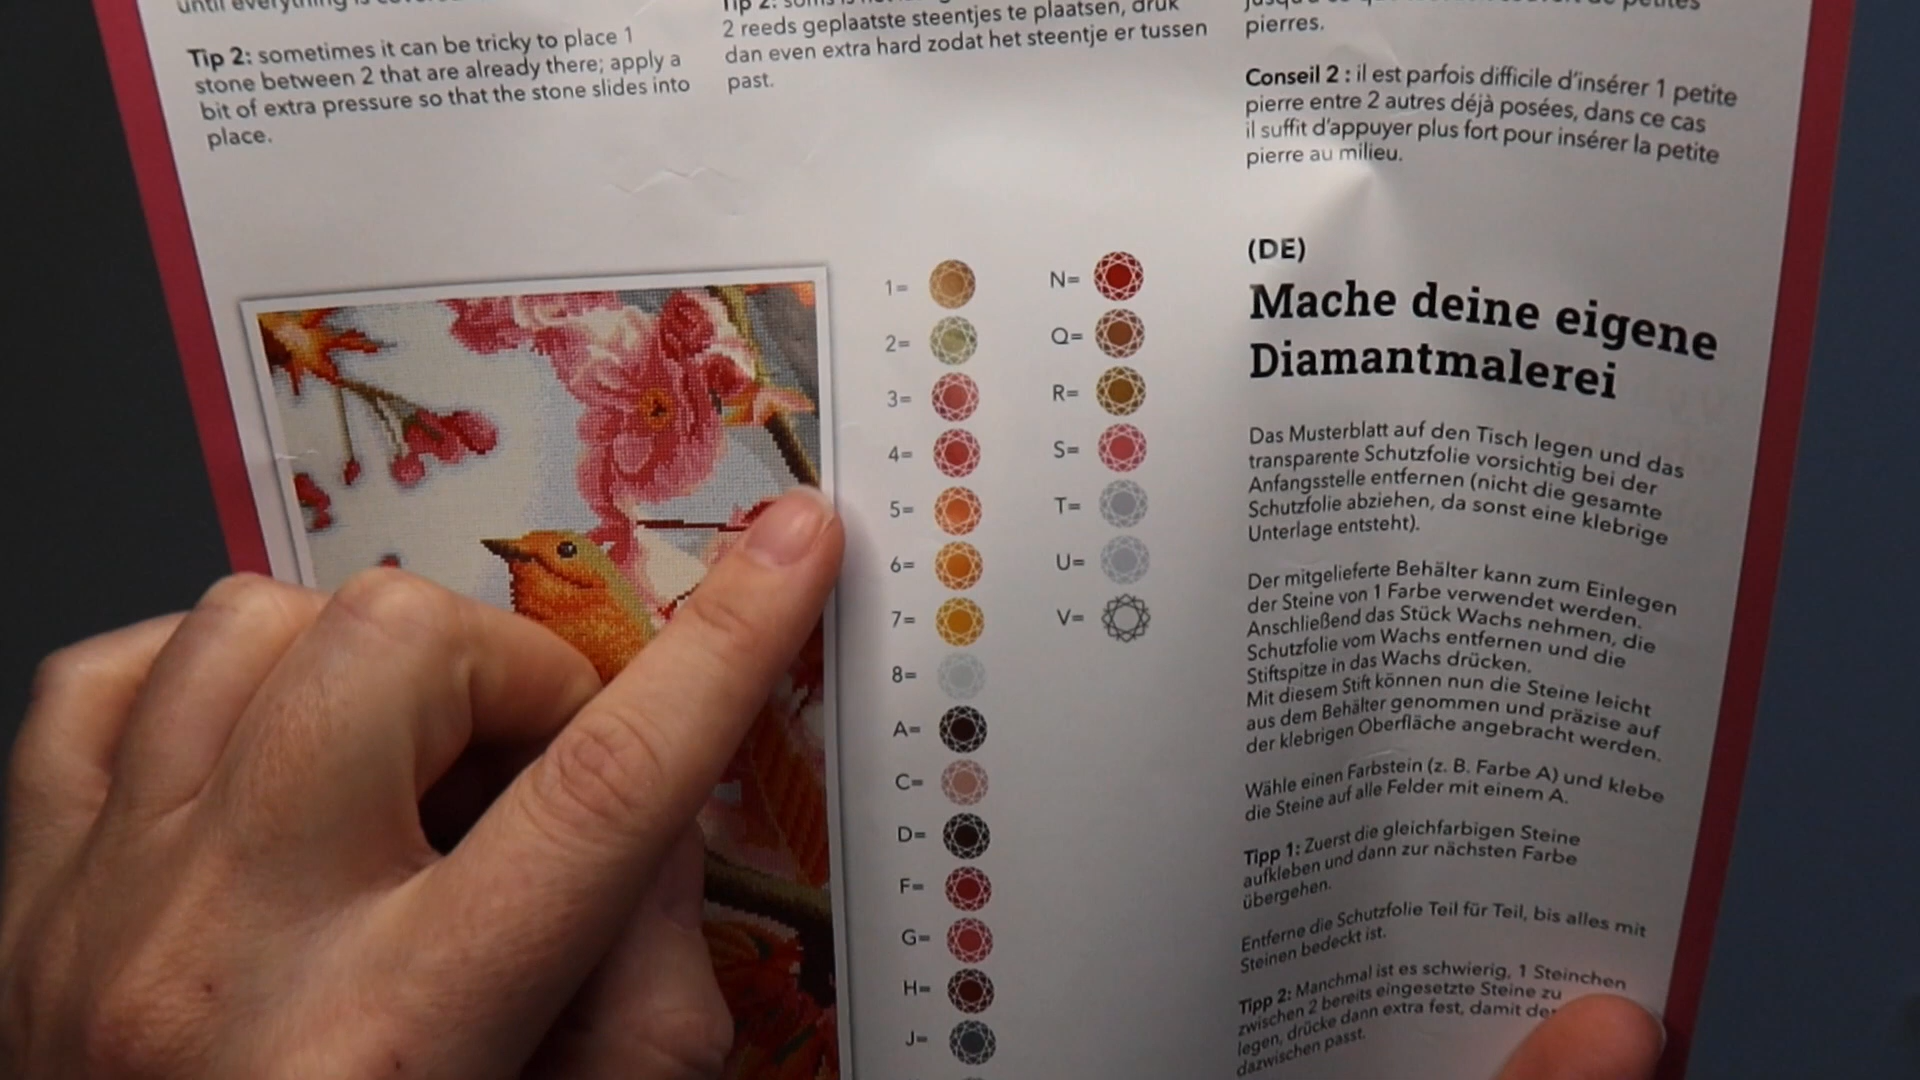 until everything is
Tip 2: sometimes it can be tricky to place 1
stone between 2 that are already there; apply a
bit of extra pressure so that the stone slides into
place.
2 reeds geplaatste steentjes te plaatsen, druk
dan even extra hard zodat het steentje er tussen
past.
pierres.
Conseil 2 : il est parfois difficile d'insérer 1 petite
pierre entre 2 autres déjà posées, dans ce cas
il suffit d'appuyer plus fort pour insérer la petite
pierre au milieu.
1=
2=
3=
4=
5=
6=
7=
8=
A=
C=
D=
F=
G=
H=
J=
N=
Q=
R=
S=
T=
U=
V=
(DE)
Mache deine eigene
Diamantmalerei
Das Musterblatt auf den Tisch legen und das
transparente Schutzfolie vorsichtig bei der
Anfangsstelle entfernen (nicht die gesamte
Schutzfolie abziehen, da sonst eine klebrige
Unterlage entsteht).
Der mitgelieferte Behälter kann zum Einlegen
der Steine von 1 Farbe verwendet werden.
Anschließend das Stück Wachs nehmen, die
Schutzfolie vom Wachs entfernen und die
Stiftspitze in das Wachs drücken.
Mit diesem Stift können nun die Steine leicht
aus dem Behälter genommen und präzise auf
der klebrigen Oberfläche angebracht werden.
Wähle einen Farbstein (z. B. Farbe A) und klebe
die Steine auf alle Felder mit einem A.
Tipp 1: Zuerst die gleichfarbigen Steine
aufkleben und dann zur nächsten Farbe
übergehen.
Entferne die Schutzfolie Teil für Teil, bis alles mit
Steinen bedeckt ist.
Tipp 2: Manchmal ist es schwierig, 1 Steinchen
zwischen 2 bereits eingesetzte Steine zu
legen, drücke dann extra fest, damit
dazwischen passt.